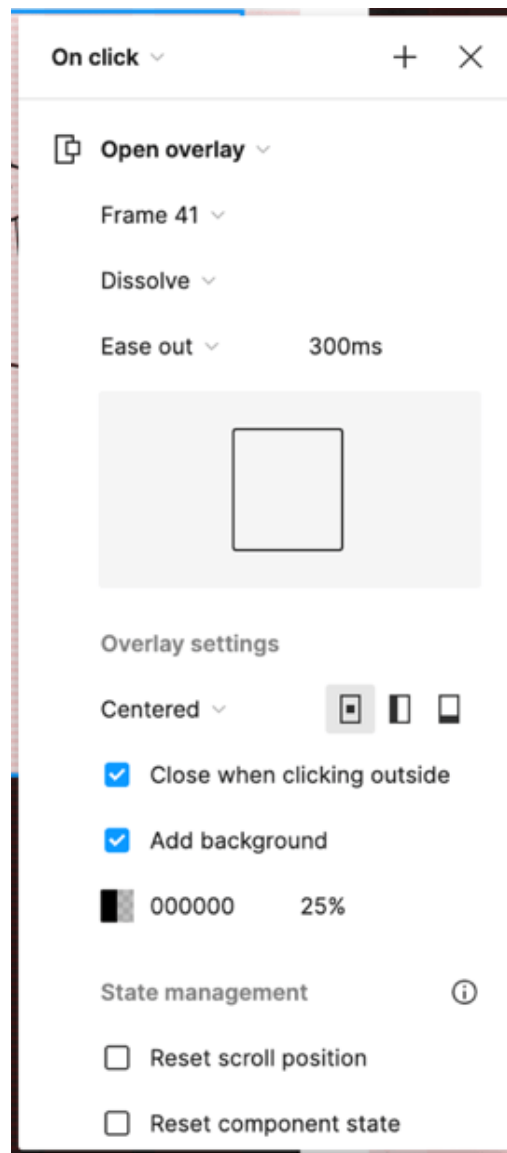 On click
Open overlay
Frame 41
Dissolve
Ease out 300ms
Overlay settings
Centered
Close when clicking outside
Add background
000000 25%
State management
Reset scroll position
Reset component state